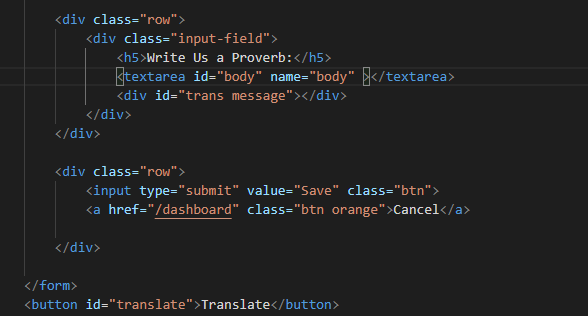 <div class="row">
<div class="input-field">
<h5>Write Us a Proverb:</h5>
<textarea id="body" name="body" ></textarea>
<div id="trans message"></div>
</div>
</div>
<div class="row">
<input type="submit" value="Save" class="btn">
<a href="/dashboard" class="btn orange">Cancel</a>
</div>
</form>
<button id="translate">Translate</button>